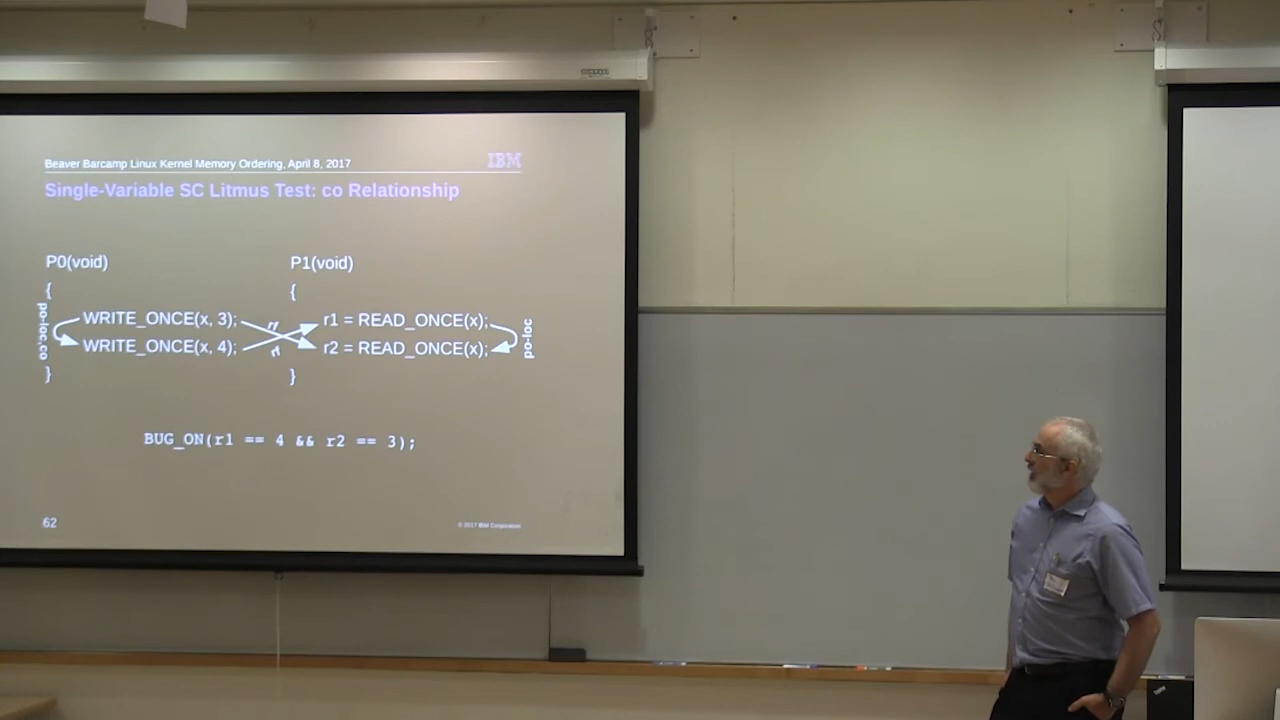 Beaver Barcamp Linux Kernel Memory Ordering, April 8, 2017
IBM
Single-Variable SC Litmus Test: co Relationship
P0(void)
P1(void)
{
{
po-loc,co
WRITE_ONCE(x, 3);
rf
r1 = READ_ONCE(x);
WRITE_ONCE(x, 4);
rf
r2 = READ_ONCE(x);
po-loc
}
}
BUG_ON(r1 == 4 && r2 == 3);
62
© 2017 IBM Corporation